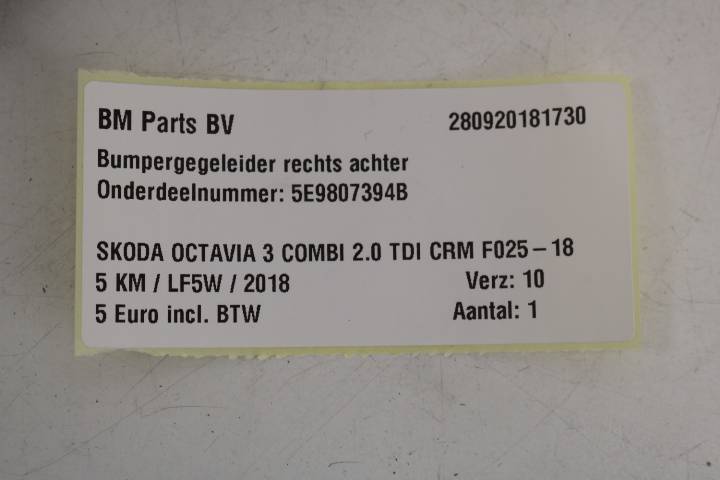 BM Parts BV 280920181730
Bumpergegeleider rechts achter
Onderdeelnummer: 5E9807394B
SKODA OCTAVIA 3 COMBI 2.0 TDI CRM F025-18
5 KM / LF5W / 2018 Verz: 10
5 Euro incl. BTW Aantal: 1